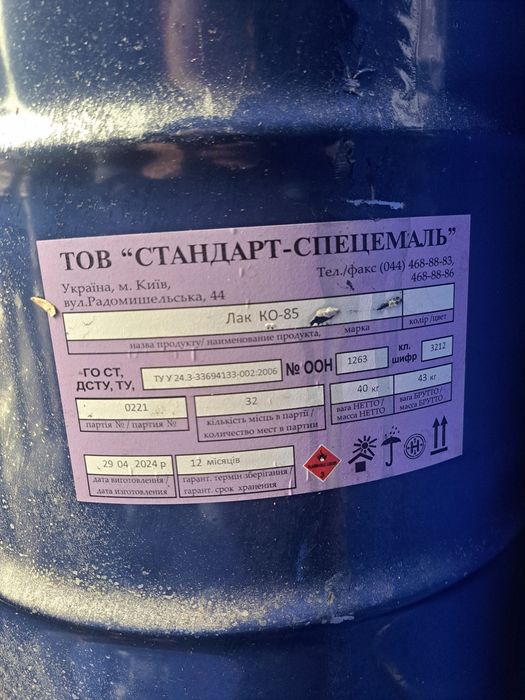 ТОВ “СТАНДАРТ-СПЕЦЕМАЛЬ”
Україна, м. Київ,
вул.Радомишельська, 44
Тел./факс (044) 468-88-83,
468-88-86
Лак КО-85
назва продукту/ наименование продукта, марка
колір /цвет
ГО СТ,
ДСТУ, ТУ,
ТУ У 24.3-33694133-002:2006
№ ООН
1263
кл.
шифр
3212
0221
партія № / партия №
32
кількість місць в партії /
количество мест в партии
40 кг
вага НЕТТО /
масса НЕТТО
43 кг
вага БРУТТО /
масса БРУТТО
29 04 2024 р
дата виготовлення /
дата изготовления
12 місяців
гарант. термін зберігання /
гарант. срок хранения
FLAMMABLE LIQUID
3